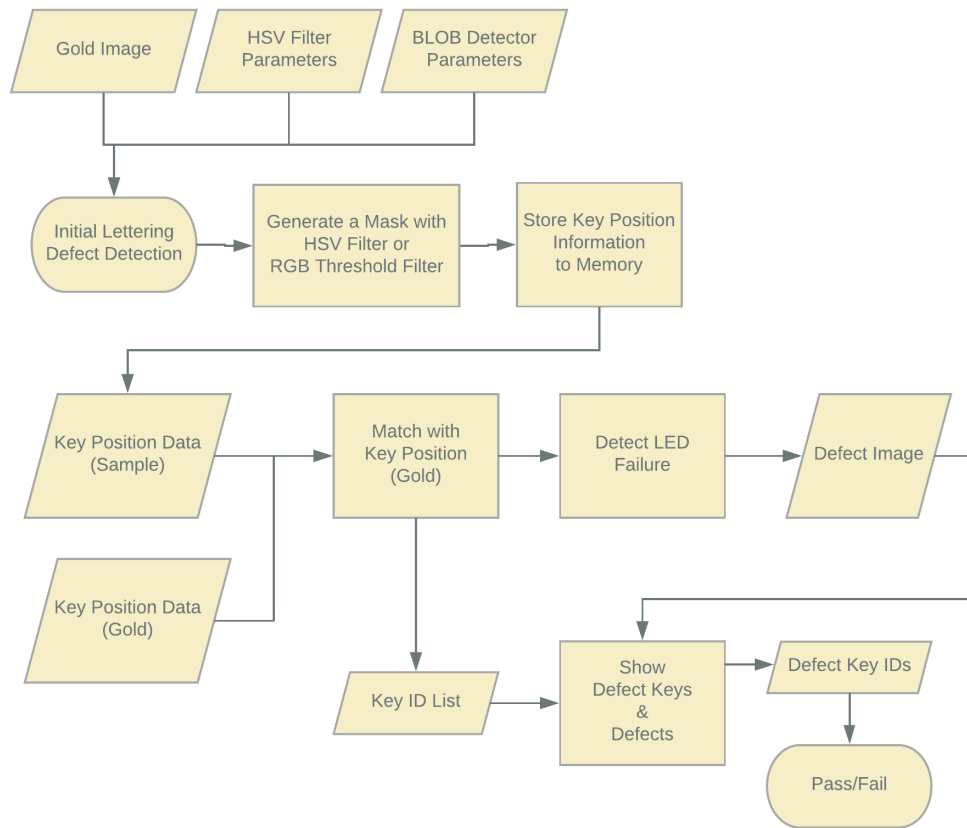 Gold Image
HSV Filter
Parameters
BLOB Detector
Parameters
Initial Lettering
Defect Detection
Generate a Mask with
HSV Filter or
RGB Threshold Filter
Store Key Position
Information
to Memory
Key Position Data
(Sample)
Match with
Key Position
(Gold)
Detect LED
Failure
Defect Image
Key Position Data
(Gold)
Key ID List
Show
Defect Keys
&
Defects
Defect Key IDs
Pass/Fail